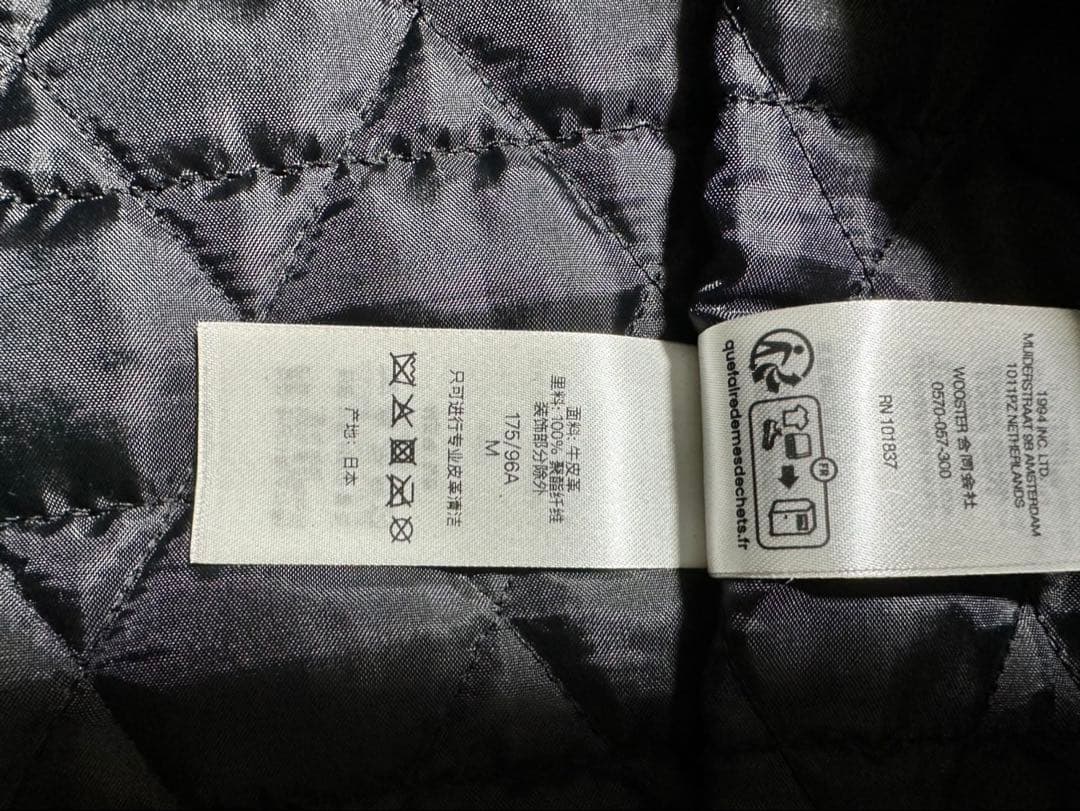 面料: 牛皮革
里料: 100% 聚酯纤维
装饰部分除外
175/96A
M
只可进行专业皮革清洁
产地: 日本
1994 INC. LTD.
MUIDERSTRAAT 9B AMSTERDAM
1011PZ NETHERLANDS
WOOSTER 合同会社
0570-057-300
RN 101837
FR
quefairedemesdechets.fr